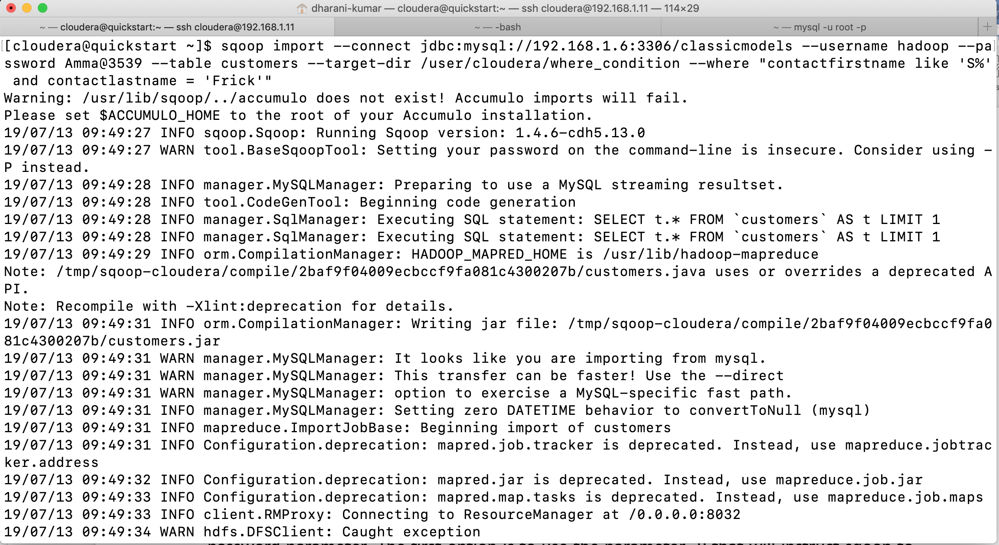 dharani-kumar — cloudera@quickstart:~ — ssh cloudera@192.168.1.11 — 114×29
~ — cloudera@quickstart:~ — ssh cloudera@192.168.1.11
~ — -bash
~ — mysql -u root -p
[cloudera@quickstart ~]$ sqoop import --connect jdbc:mysql://192.168.1.6:3306/classicmodels --username hadoop --pa
ssword Amma@3539 --table customers --target-dir /user/cloudera/where_condition --where "contactfirstname like 'S%'
 and contactlastname = 'Frick'"
Warning: /usr/lib/sqoop/../accumulo does not exist! Accumulo imports will fail.
Please set $ACCUMULO_HOME to the root of your Accumulo installation.
19/07/13 09:49:27 INFO sqoop.Sqoop: Running Sqoop version: 1.4.6-cdh5.13.0
19/07/13 09:49:27 WARN tool.BaseSqoopTool: Setting your password on the command-line is insecure. Consider using -
P instead.
19/07/13 09:49:28 INFO manager.MySQLManager: Preparing to use a MySQL streaming resultset.
19/07/13 09:49:28 INFO tool.CodeGenTool: Beginning code generation
19/07/13 09:49:28 INFO manager.SqlManager: Executing SQL statement: SELECT t.* FROM `customers` AS t LIMIT 1
19/07/13 09:49:28 INFO manager.SqlManager: Executing SQL statement: SELECT t.* FROM `customers` AS t LIMIT 1
19/07/13 09:49:29 INFO orm.CompilationManager: HADOOP_MAPRED_HOME is /usr/lib/hadoop-mapreduce
Note: /tmp/sqoop-cloudera/compile/2baf9f04009ecbccf9fa081c4300207b/customers.java uses or overrides a deprecated A
PI.
Note: Recompile with -Xlint:deprecation for details.
19/07/13 09:49:31 INFO orm.CompilationManager: Writing jar file: /tmp/sqoop-cloudera/compile/2baf9f04009ecbccf9fa0
81c4300207b/customers.jar
19/07/13 09:49:31 WARN manager.MySQLManager: It looks like you are importing from mysql.
19/07/13 09:49:31 WARN manager.MySQLManager: This transfer can be faster! Use the --direct
19/07/13 09:49:31 WARN manager.MySQLManager: option to exercise a MySQL-specific fast path.
19/07/13 09:49:31 INFO manager.MySQLManager: Setting zero DATETIME behavior to convertToNull (mysql)
19/07/13 09:49:31 INFO mapreduce.ImportJobBase: Beginning import of customers
19/07/13 09:49:31 INFO Configuration.deprecation: mapred.job.tracker is deprecated. Instead, use mapreduce.jobtrac
ker.address
19/07/13 09:49:32 INFO Configuration.deprecation: mapred.jar is deprecated. Instead, use mapreduce.job.jar
19/07/13 09:49:33 INFO Configuration.deprecation: mapred.map.tasks is deprecated. Instead, use mapreduce.job.maps
19/07/13 09:49:33 INFO client.RMProxy: Connecting to ResourceManager at /0.0.0.0:8032
19/07/13 09:49:34 WARN hdfs.DFSClient: Caught exception